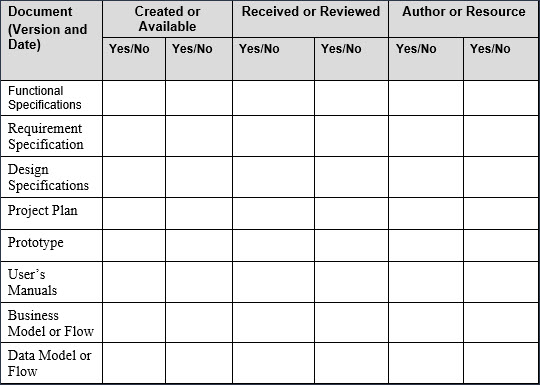 Document
(Version and
Date)
Created or
Available
Received or Reviewed
Author or Resource
Yes/No
Yes/No
Yes/No
Yes/No
Yes/No
Yes/No
Functional
Specifications
Requirement
Specification
Design
Specifications
Project Plan
Prototype
User’s
Manuals
Business
Model or Flow
Data Model or
Flow